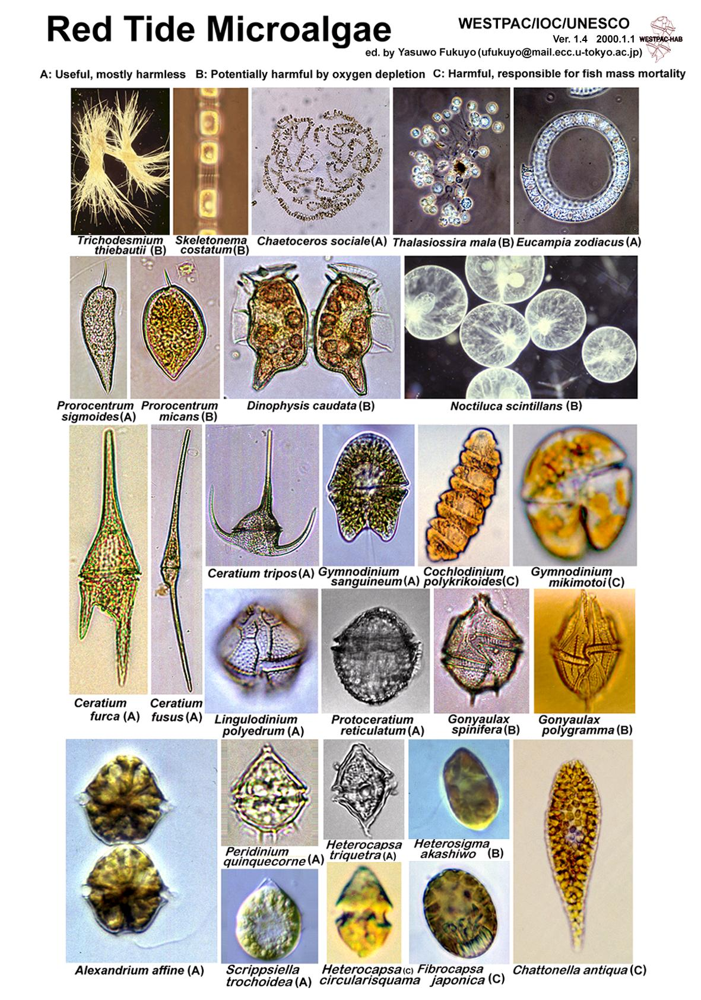 Red Tide Microalgae
WESTPAC/IOC/UNESCO
Ver. 1.4 2000.1.1
WESTPAC-HAB
ed. by Yasuwo Fukuyo (ufukuyo@mail.ecc.u-tokyo.ac.jp)
A: Useful, mostly harmless B: Potentially harmful by oxygen depletion C: Harmful, responsible for fish mass mortality
Trichodesmium
thiebautii (B)
Skeletonema
costatum (B)
Chaetoceros sociale (A)
Thalasiossira mala (B)
Eucampia zodiacus (A)
Prorocentrum
sigmoides (A)
Prorocentrum
micans (B)
Dinophysis caudata (B)
Noctiluca scintillans (B)
Ceratium tripos (A)
Gymnodinium
sanguineum (A)
Cochlodinium
polykrikoides (C)
Gymnodinium
mikimotoi (C)
Ceratium
furca (A)
Ceratium
fusus (A)
Lingulodinium
polyedrum (A)
Protoceratium
reticulatum (A)
Gonyaulax
spinifera (B)
Gonyaulax
polygramma (B)
Peridinium
quinquecorne (A)
Heterocapsa
triquetra (A)
Heterosigma
akashiwo (B)
Alexandrium affine (A)
Scrippsiella
trochoidea (A)
Heterocapsa (C)
circularisquama
Fibrocapsa
japonica (C)
Chattonella antiqua (C)